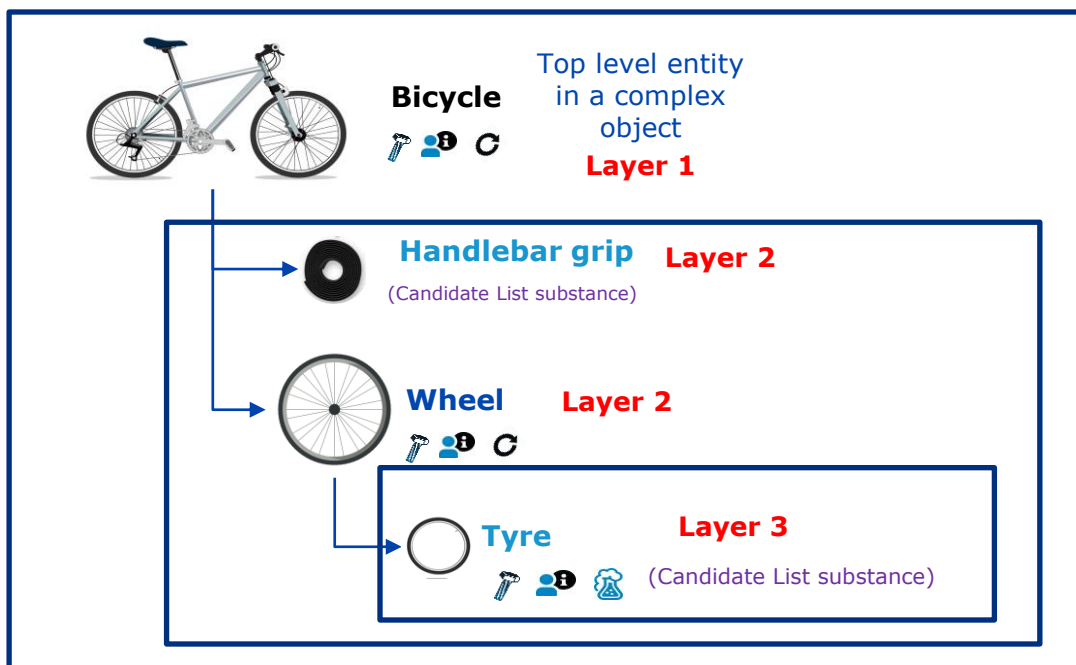 Bicycle
Top level entity
in a complex
object
Layer 1
Handlebar grip
Layer 2
(Candidate List substance)
Wheel
Layer 2
Tyre
Layer 3
(Candidate List substance)